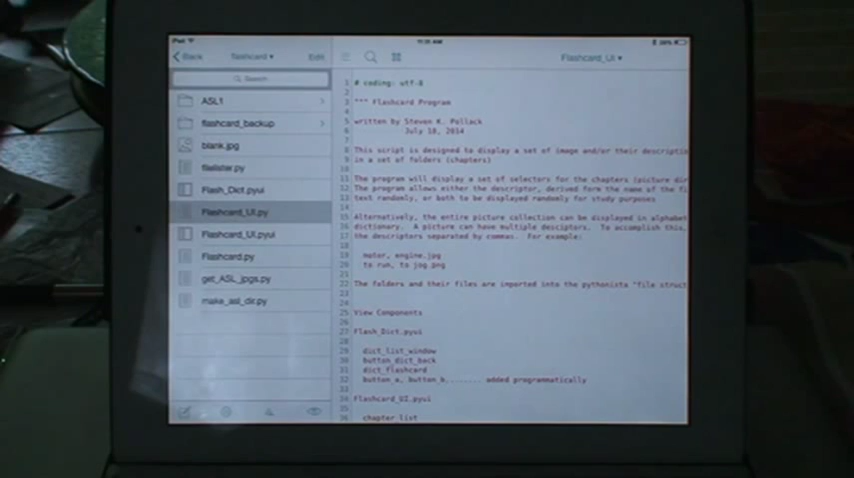 iPad
11:31 AM
Back
flashcard ▾
Edit
Flashcard_UI ▾
Search
ASL1
flashcard_backup
blank.jpg
filelister.py
Flash_Dict.pyui
Flashcard_UI.py
Flashcard_UI.pyui
Flashcard.py
get_ASL_jpgs.py
make_asl_dir.py
1 # coding: utf-8
2
3 """ Flashcard Program
4
5 written by Steven K. Pollack
6 July 18, 2014
7
8 This script is designed to display a set of image and/or their descriptio
9 in a set of folders (chapters)
10
11 The program will display a set of selectors for the chapters (picture dir
12 The program allows either the descriptor, derived form the name of the fi
13 text randomly, or both to be displayed randomly for study purposes
14
15 Alternatively, the entire picture collection can be displayed in alphabet
16 dictionary. A picture can have multiple desciptors. To accomplish this,
17 the descriptors separated by commas. For example:
18
19 motor, engine.jpg
20 to run, to jog.png
21
22 The folders and their files are imported into the pythonista "file struct
23
24
25 View Components
26
27 Flash_Dict.pyui
28
29 dict_list_window
30 button_dict_back
31 dict_flashcard
32 button_a, button_b,....... added programmatically
33
34 Flashcard_UI.pyui
35
36 chapter_list